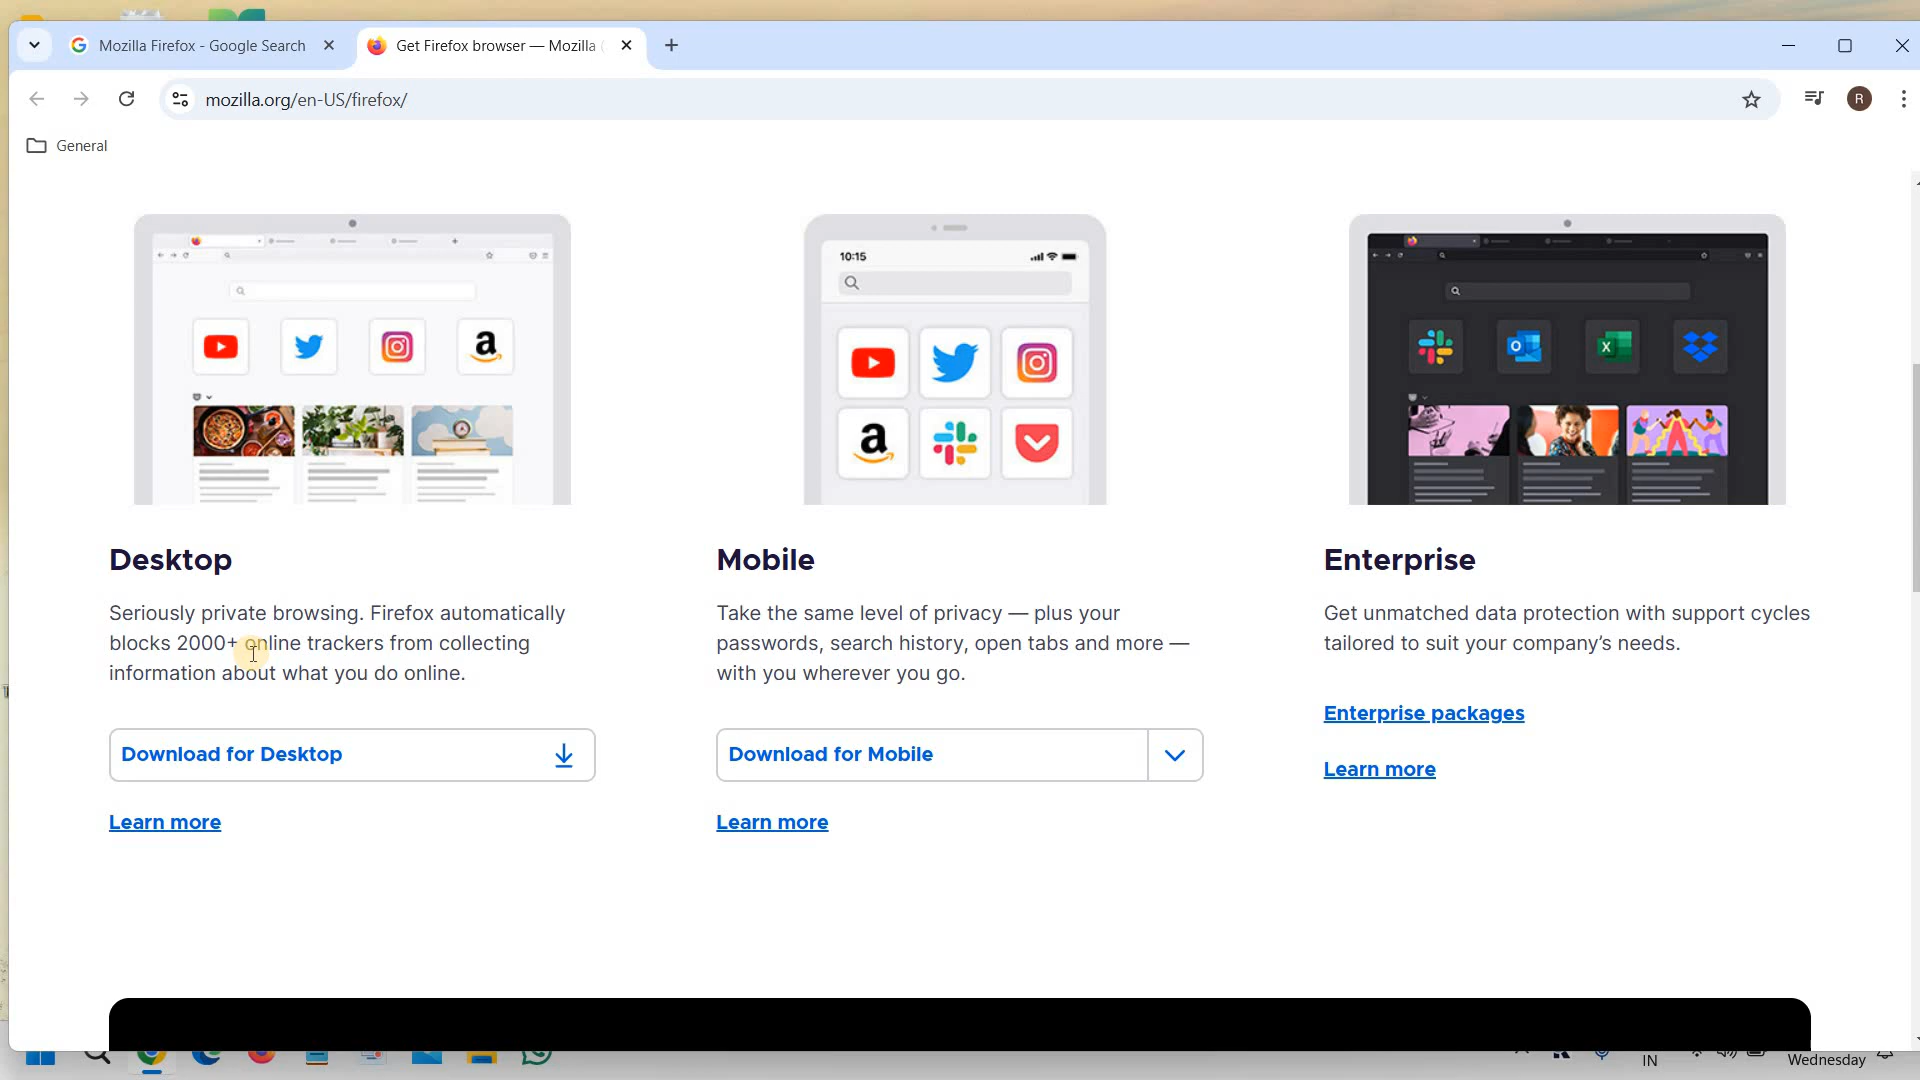 Mozilla Firefox - Google Search
Get Firefox browser — Mozilla
mozilla.org/en-US/firefox/
R
General
10:15
Desktop
Seriously private browsing. Firefox automatically
blocks 2000+ online trackers from collecting
information about what you do online.
Download for Desktop
Learn more
Mobile
Take the same level of privacy — plus your
passwords, search history, open tabs and more —
with you wherever you go.
Download for Mobile
Learn more
Enterprise
Get unmatched data protection with support cycles
tailored to suit your company’s needs.
Enterprise packages
Learn more
IN
Wednesday